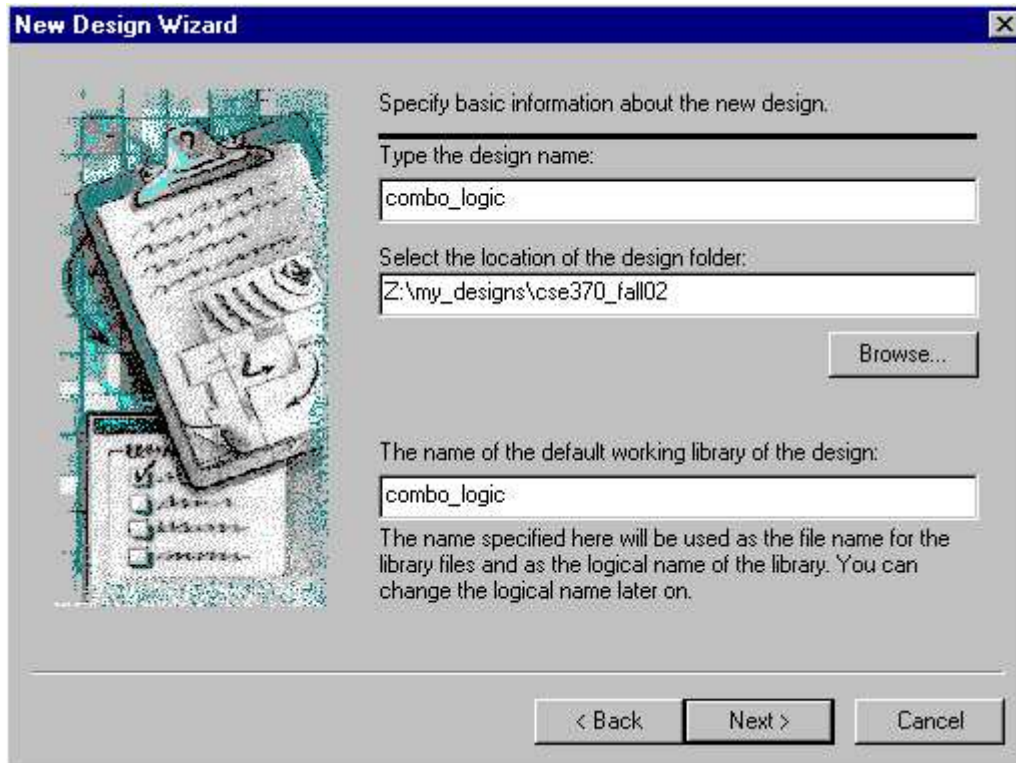 New Design Wizard
Specify basic information about the new design.
Type the design name:
combo_logic
Select the location of the design folder:
Z:\my_designs\cse370_fall02
Browse...
The name of the default working library of the design:
combo_logic
The name specified here will be used as the file name for the
library files and as the logical name of the library. You can
change the logical name later on.
< Back
Next >
Cancel